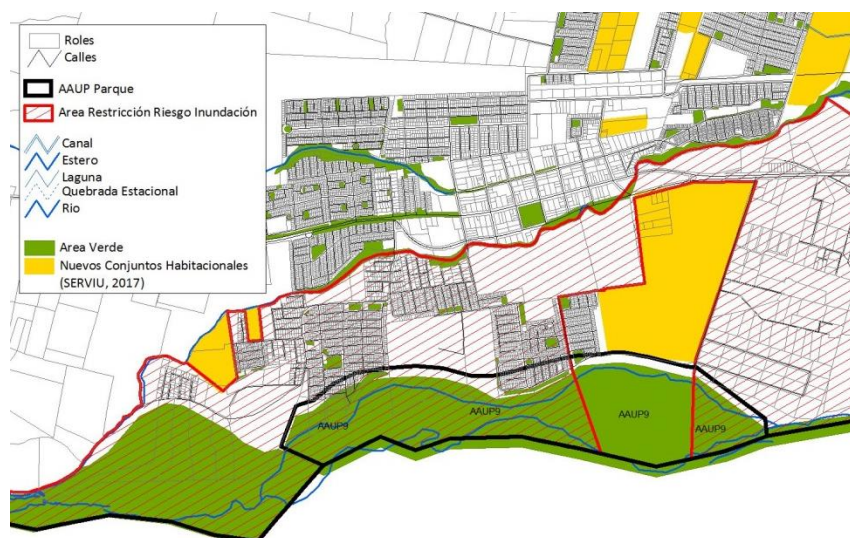 Roles
Calles
AAUP Parque
Area Restricción Riesgo Inundación
Canal
Estero
Laguna
Quebrada Estacional
Rio
Area Verde
Nuevos Conjuntos Habitacionales
(SERVIU, 2017)
AAUP9
AAUP9
AAUP9
AAUP9